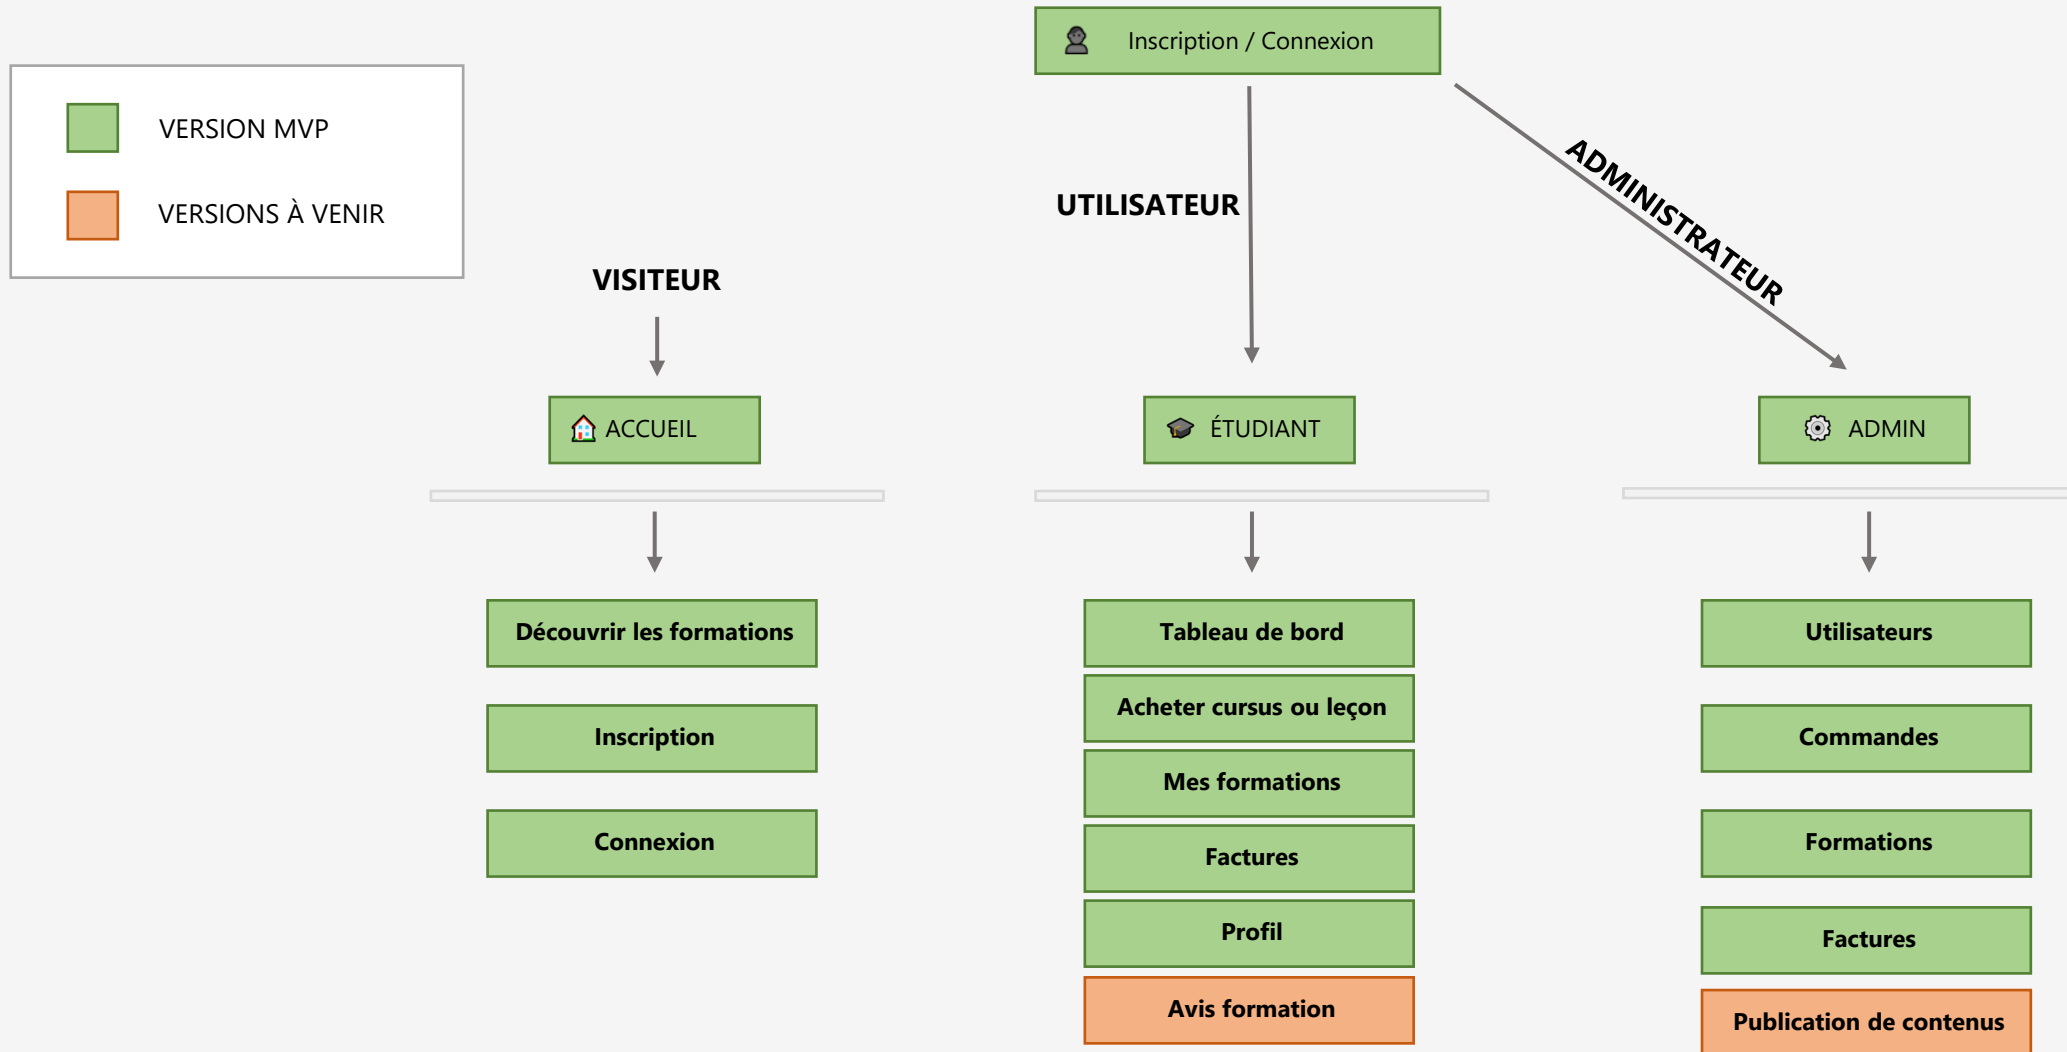 Inscription / Connexion
VERSION MVP
VERSIONS À VENIR
UTILISATEUR
ADMINISTRATEUR
VISITEUR
ACCUEIL
ÉTUDIANT
ADMIN
Découvrir les formations
Inscription
Connexion
Tableau de bord
Acheter cursus ou leçon
Mes formations
Factures
Profil
Avis formation
Utilisateurs
Commandes
Formations
Factures
Publication de contenus